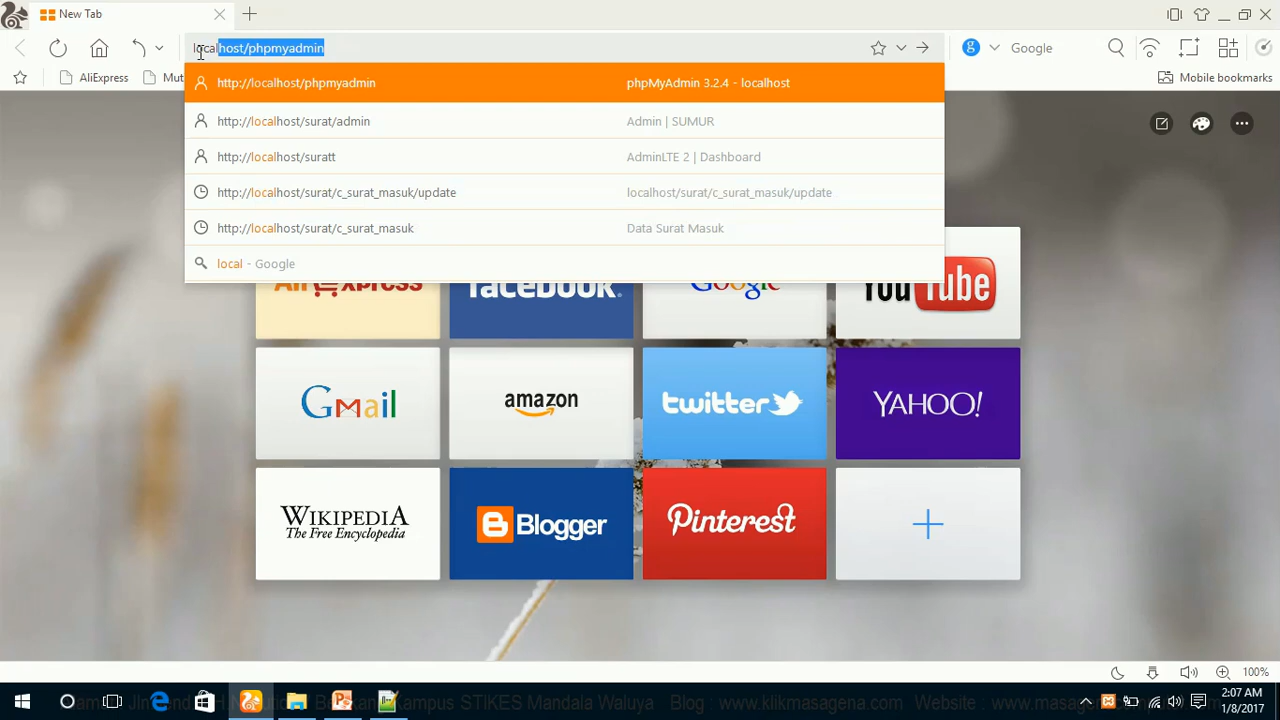 New Tab
localhost/phpmyadmin
Google
AliExpress
Mut
Mobile bookmarks
http://localhost/phpmyadmin phpMyAdmin 3.2.4 - localhost
http://localhost/surat/admin Admin | SUMUR
http://localhost/suratt AdminLTE 2 | Dashboard
http://localhost/surat/c_surat_masuk/update localhost/surat/c_surat_masuk/update
http://localhost/surat/c_surat_masuk Data Surat Masuk
local - Google
facebook.
Google
YouTube
Gmail
amazon
twitter
YAHOO!
WIKIPEDIA
The Free Encyclopedia
Blogger
Pinterest
100%
Kampus STIKES Mandala Waluya Blog : www.klikmasagena.com Website :
2:07 AM
1/8/2017